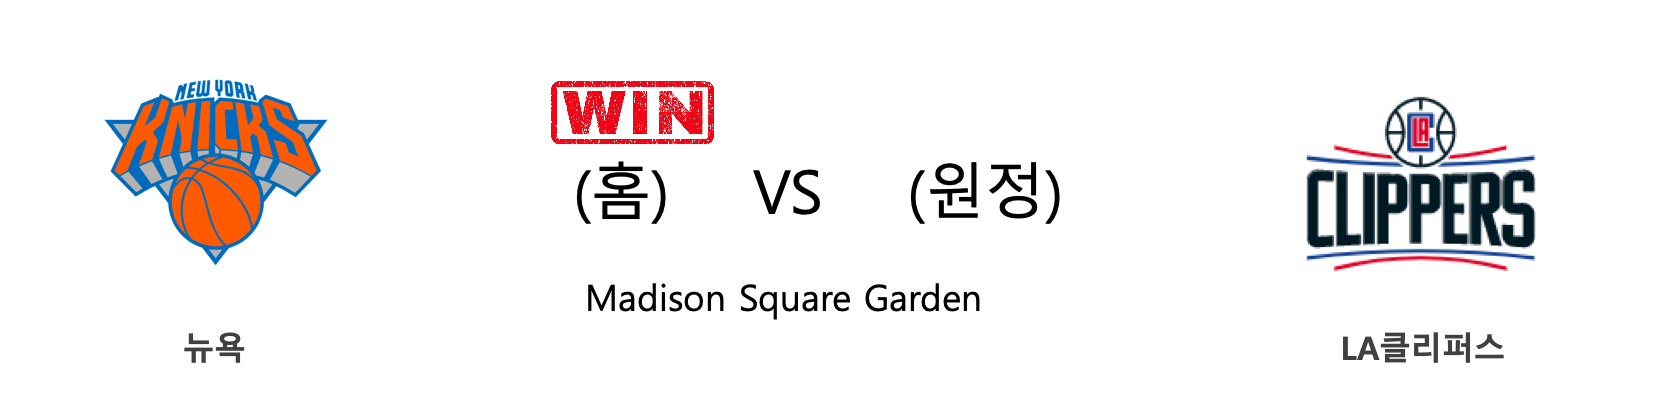 NEW YORK
KNICKS
WIN
(홈) VS (원정)
Madison Square Garden
뉴욕
LAC
CLIPPERS
LA클리퍼스